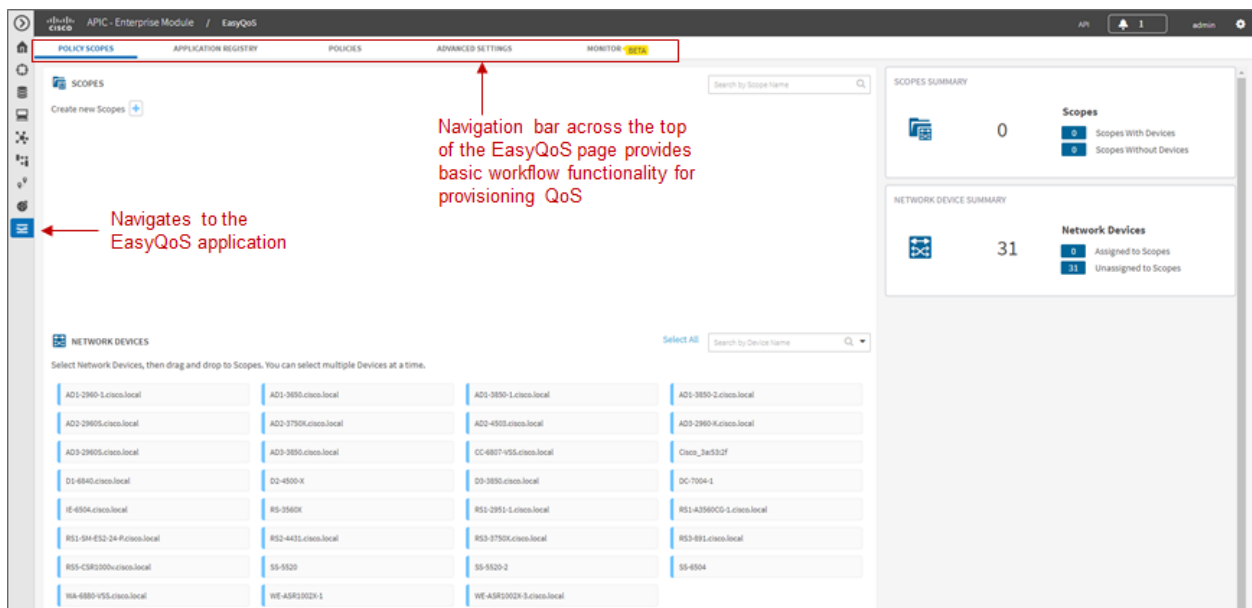 cisco APIC - Enterprise Module / EasyQoS
API
1
admin
POLICY SCOPES
APPLICATION REGISTRY
POLICIES
ADVANCED SETTINGS
MONITOR BETA
SCOPES
Search by Scope Name
Create new Scopes
Navigation bar across the top
of the EasyQoS page provides
basic workflow functionality for
provisioning QoS
Navigates to the
EasyQoS application
SCOPES SUMMARY
0
Scopes
0 Scopes With Devices
0 Scopes Without Devices
NETWORK DEVICE SUMMARY
31
Network Devices
0 Assigned to Scopes
31 Unassigned to Scopes
NETWORK DEVICES
Select All
Search by Device Name
Select Network Devices, then drag and drop to Scopes. You can select multiple Devices at a time.
AD1-2960-1.cisco.local
AD1-3650.cisco.local
AD1-3850-1.cisco.local
AD1-3850-2.cisco.local
AD2-2960S.cisco.local
AD2-3750X.cisco.local
AD2-4503.cisco.local
AD3-2960-X.cisco.local
AD3-2960S.cisco.local
AD3-3850.cisco.local
CC-6807-VSS.cisco.local
Cisco_3a:53:2f
D1-6840.cisco.local
D2-4500-X
D3-3850.cisco.local
DC-7004-1
IE-6504.cisco.local
RS-3560X
RS1-2951-1.cisco.local
RS1-A3560CG-1.cisco.local
RS1-SM-ES2-24-P.cisco.local
RS2-4431.cisco.local
RS3-3750X.cisco.local
RS3-891.cisco.local
RS5-CSR1000v.cisco.local
SS-5520
SS-5520-2
SS-6504
WA-6880-VSS.cisco.local
WE-ASR1002X-1
WE-ASR1002X-3.cisco.local